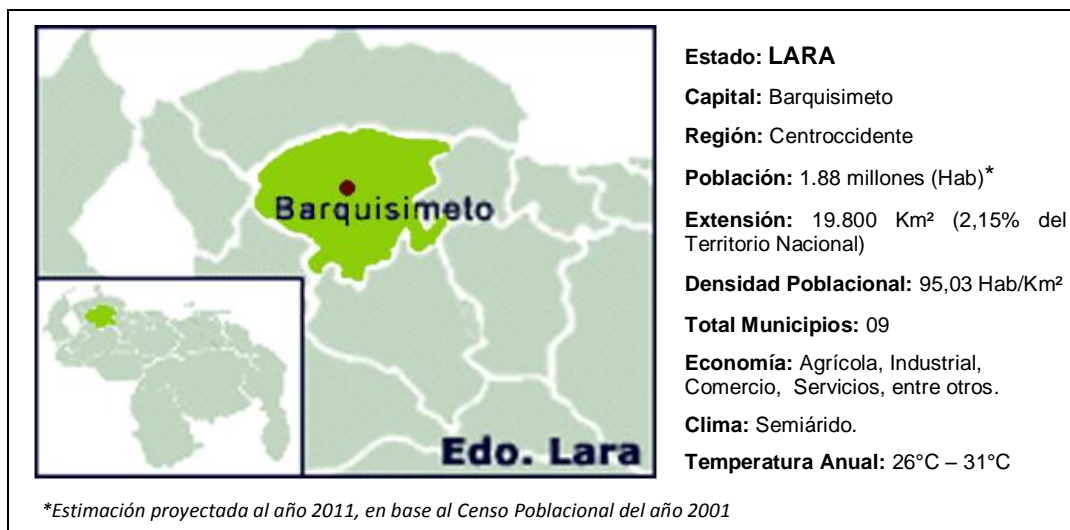 Barquisimeto
Edo. Lara
Estado: LARA
Capital: Barquisimeto
Región: Centroccidente
Población: 1.88 millones (Hab)*
Extensión: 19.800 Km² (2,15% del
Territorio Nacional)
Densidad Poblacional: 95,03 Hab/Km²
Total Municipios: 09
Economía: Agrícola, Industrial,
Comercio, Servicios, entre otros.
Clima: Semiárido.
Temperatura Anual: 26°C – 31°C
*Estimación proyectada al año 2011, en base al Censo Poblacional del año 2001